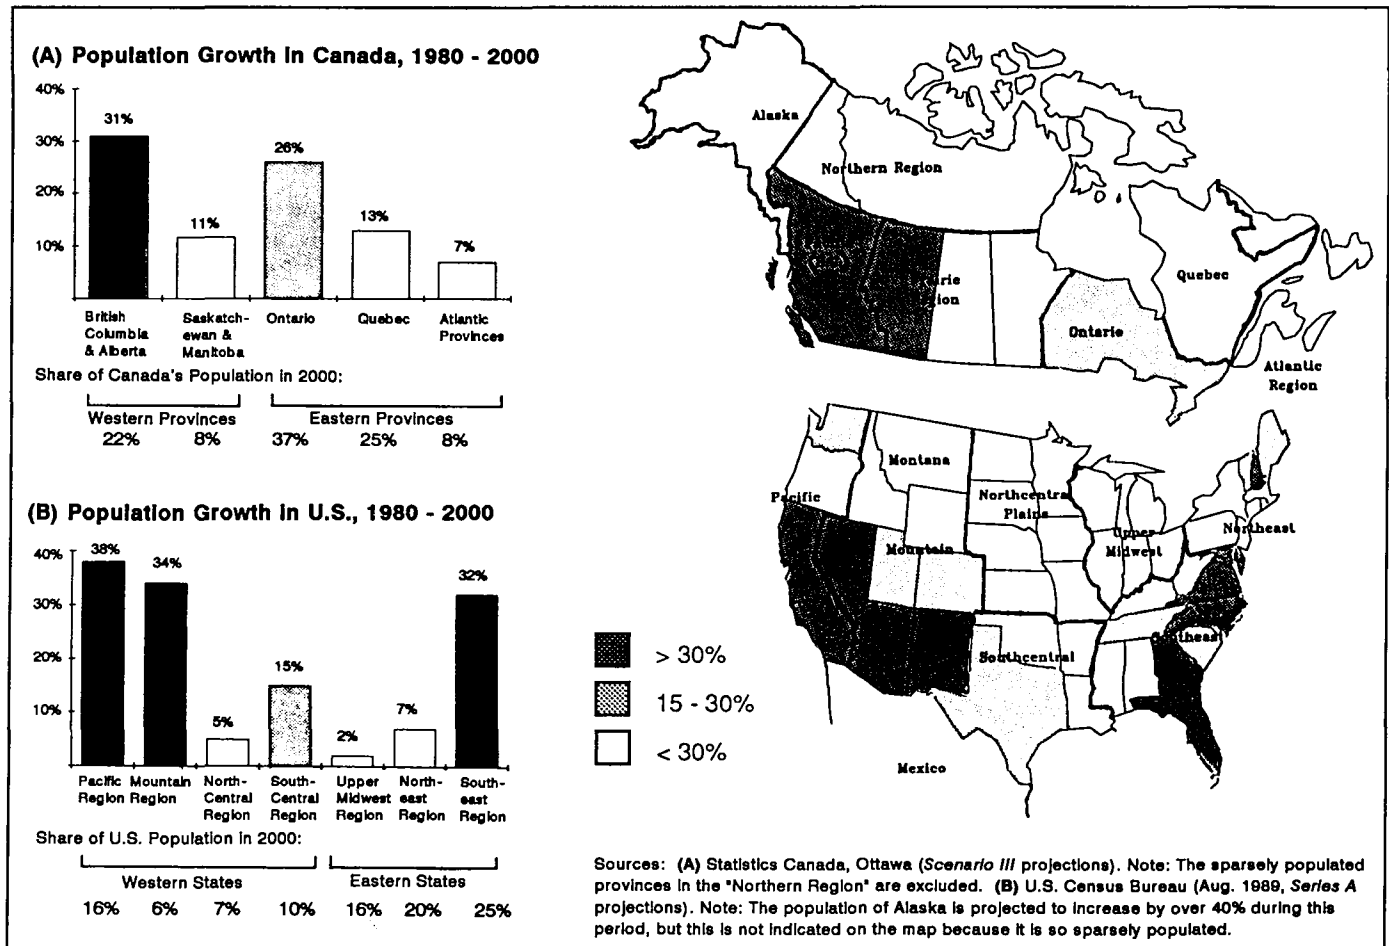 (A) Population Growth in Canada, 1980 - 2000
40%
30%
20%
10%
31%
11%
26%
13%
7%
British
Columbia
& Alberta
Saskatch-
ewan &
Manitoba
Ontario
Quebec
Atlantic
Provinces
Share of Canada's Population in 2000:
Western Provinces
Eastern Provinces
22% 8% 37% 25% 8%
(B) Population Growth in U.S., 1980 - 2000
40%
30%
20%
10%
38%
34%
5%
15%
2%
7%
32%
Pacific
Region
Mountain
Region
North-
Central
Region
South-
Central
Region
Upper
Midwest
Region
North-
east
Region
South-
east
Region
Share of U.S. Population in 2000:
Western States
Eastern States
16% 6% 7% 10% 16% 20% 25%
Alaska
Northern Region
irie
ion
Ontario
Quebec
Atlantic
Region
Pacific
Montana
Mountain
Northcentral
Plains
Upper
Midwest
Northeast
Southeast
Southcentral
Mexico
> 30%
15 - 30%
< 30%
Sources: (A) Statistics Canada, Ottawa (Scenario III projections). Note: The sparsely populated
provinces in the "Northern Region" are excluded. (B) U.S. Census Bureau (Aug. 1989, Series A
projections). Note: The population of Alaska is projected to increase by over 40% during this
period, but this is not indicated on the map because it is so sparsely populated.